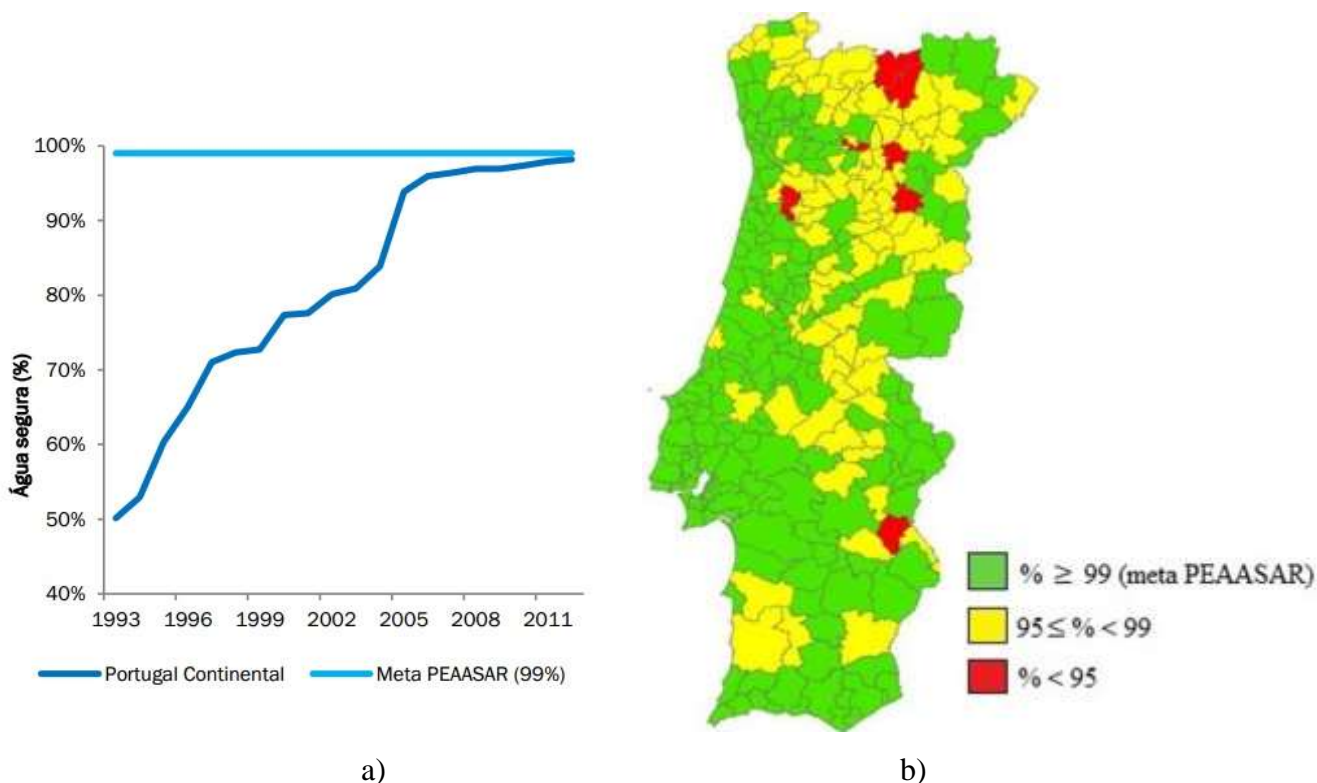 100%
90%
80%
70%
60%
50%
40%
Água segura (%)
1993 1996 1999 2002 2005 2008 2011
Portugal Continental Meta PEAASAR (99%)
a)
% ≥ 99 (meta PEAASAR)
95 ≤ % < 99
% < 95
b)